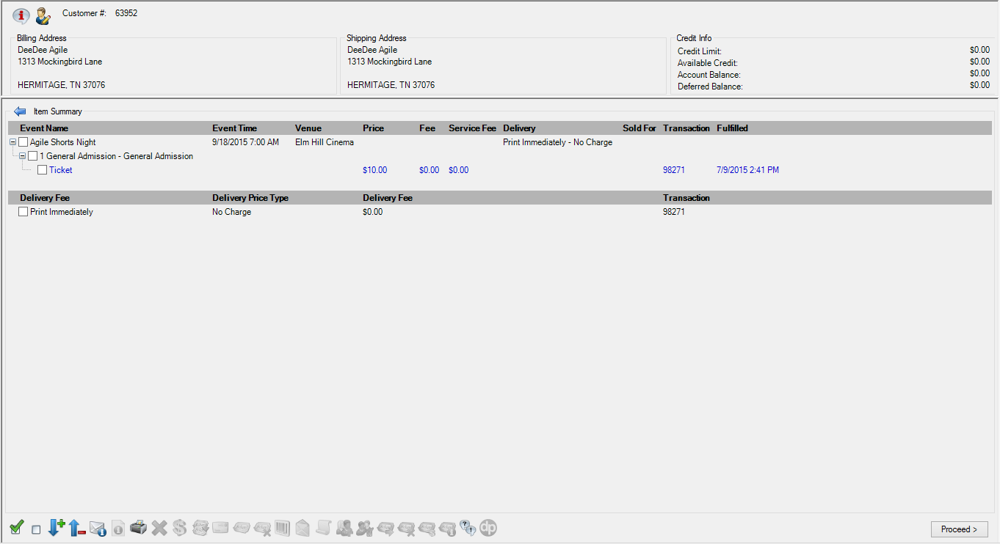 Customer #: 63952
Billing Address
DeeDee Agile
1313 Mockingbird Lane
HERMITAGE, TN 37076
Shipping Address
DeeDee Agile
1313 Mockingbird Lane
HERMITAGE, TN 37076
Credit Info
Credit Limit: $0.00
Available Credit: $0.00
Account Balance: $0.00
Deferred Balance: $0.00
Item Summary
Event Name Event Time Venue Price Fee Service Fee Delivery Sold For Transaction Fulfilled
Agile Shorts Night 9/18/2015 7:00 AM Elm Hill Cinema Print Immediately - No Charge
1 General Admission - General Admission
Ticket $10.00 $0.00 $0.00 98271 7/9/2015 2:41 PM
Delivery Fee Delivery Price Type Delivery Fee Transaction
Print Immediately No Charge $0.00 98271
dp
Proceed >